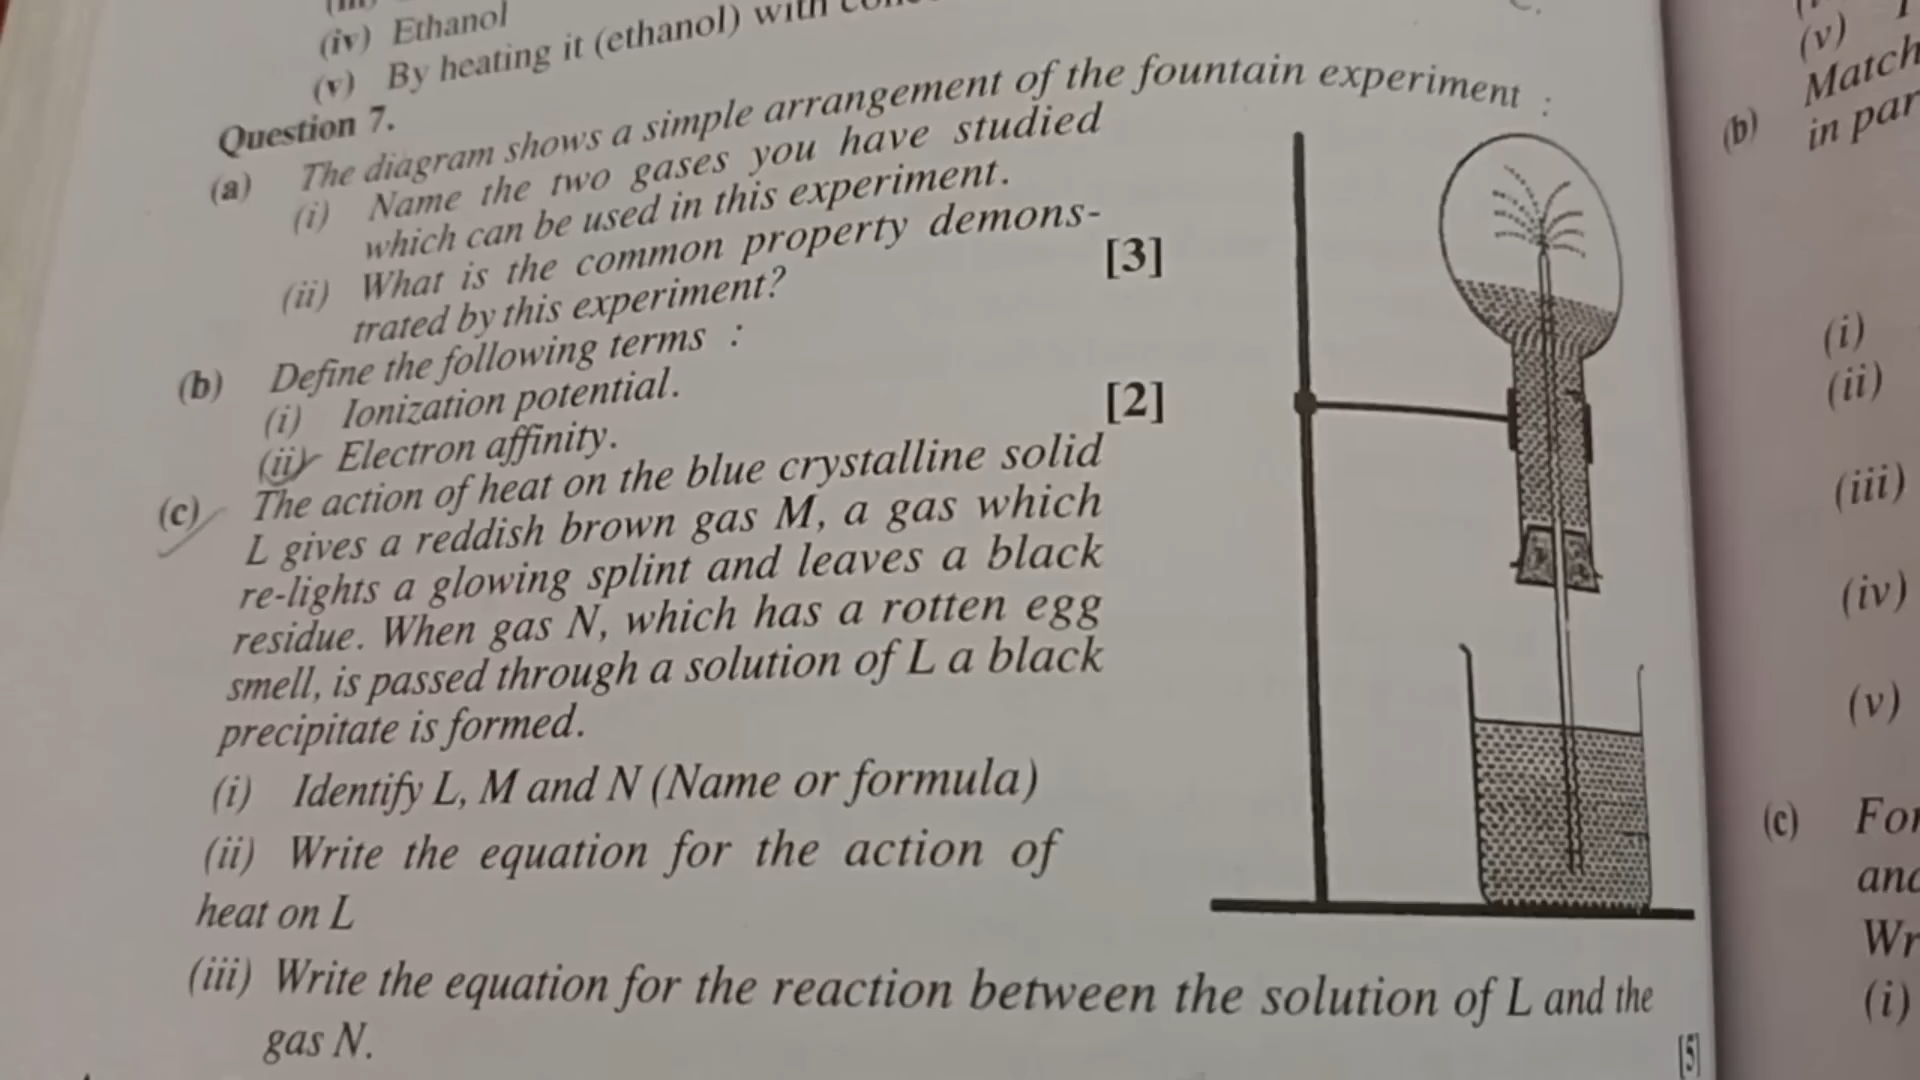 (iv) Ethanol
(v) By heating it (ethanol) with
Question 7.
(a) The diagram shows a simple arrangement of the fountain experiment :
(i) Name the two gases you have studied
which can be used in this experiment.
(ii) What is the common property demons-
trated by this experiment? [3]
(b) Define the following terms :
(i) Ionization potential.
(ii) Electron affinity. [2]
(c) The action of heat on the blue crystalline solid
L gives a reddish brown gas M, a gas which
re-lights a glowing splint and leaves a black
residue. When gas N, which has a rotten egg
smell, is passed through a solution of L a black
precipitate is formed.
(i) Identify L, M and N (Name or formula)
(ii) Write the equation for the action of
heat on L
(iii) Write the equation for the reaction between the solution of L and the
gas N. [5]
(v)
(b) Match
in par
(i)
(ii)
(iii)
(iv)
(v)
(c) For
and
Wr
(i)